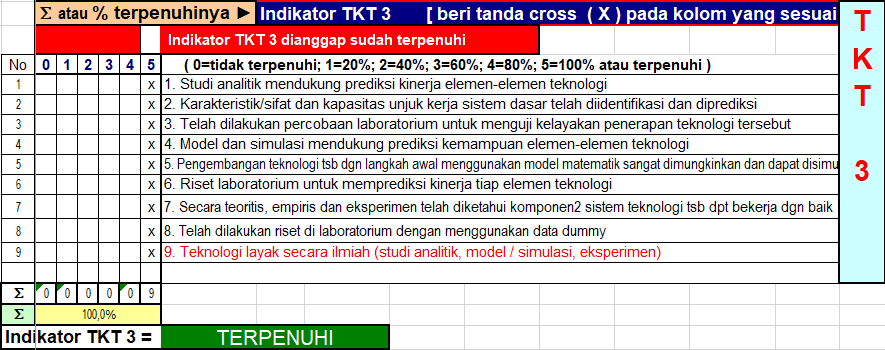 Σ atau % terpenuhinya ► Indikator TKT 3 [ beri tanda cross ( X ) pada kolom yang sesuai
Indikator TKT 3 dianggap sudah terpenuhi
No 0 1 2 3 4 5 ( 0=tidak terpenuhi; 1=20%; 2=40%; 3=60%; 4=80%; 5=100% atau terpenuhi )
1 x 1. Studi analitik mendukung prediksi kinerja elemen-elemen teknologi
2 x 2. Karakteristik/sifat dan kapasitas unjuk kerja sistem dasar telah diidentifikasi dan diprediksi
3 x 3. Telah dilakukan percobaan laboratorium untuk menguji kelayakan penerapan teknologi tersebut
4 x 4. Model dan simulasi mendukung prediksi kemampuan elemen-elemen teknologi
5 x 5. Pengembangan teknologi tsb dgn langkah awal menggunakan model matematik sangat dimungkinkan dan dapat disimu
6 x 6. Riset laboratorium untuk memprediksi kinerja tiap elemen teknologi
7 x 7. Secara teoritis, empiris dan eksperimen telah diketahui komponen2 sistem teknologi tsb dpt bekerja dgn baik
8 x 8. Telah dilakukan riset di laboratorium dengan menggunakan data dummy
9 x 9. Teknologi layak secara ilmiah (studi analitik, model / simulasi, eksperimen)
Σ 0 0 0 0 0 9
Σ 100,0%
Indikator TKT 3 = TERPENUHI
T
K
T
3